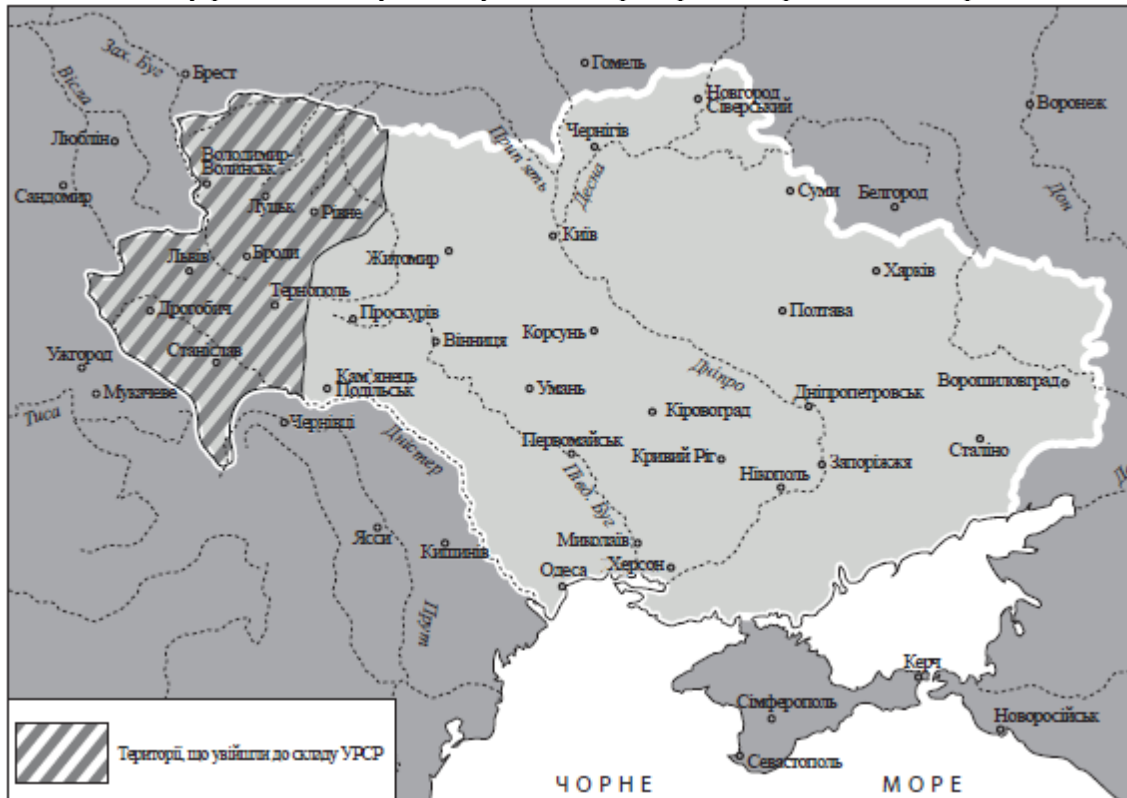 Гомель
Зах. Буг
Брест
Вісла
Новгород
Сіверський
Воронеж
Люблін
Чернігів
Прип'ять
Володимир-
Волинськ
Десна
Сандомир
Луцьк
Суми
Белгород
Дон
Рівне
Київ
Львів
Броди
Житомир
Харків
Тернополь
Дрогобич
Проскурів
Полтава
Корсунь
Вінниця
Станіслав
Ужгород
Дніпро
Кам'янець
Подільськ
Мукачеве
Умань
Ворошиловград
Дніпропетровськ
Тиса
Кіровоград
Чернівці
Дністер
Первомайськ
Кривий Ріг
Сталіно
Запоріжжя
Нікополь
Півд. Буг
Ясси
Кишинів
Миколаїв
Херсон
Одеса
Прут
Керч
Сімферополь
Новоросійськ
Території, що увійшли до складу УРСР
Севастополь
ЧОРНЕ МОРЕ